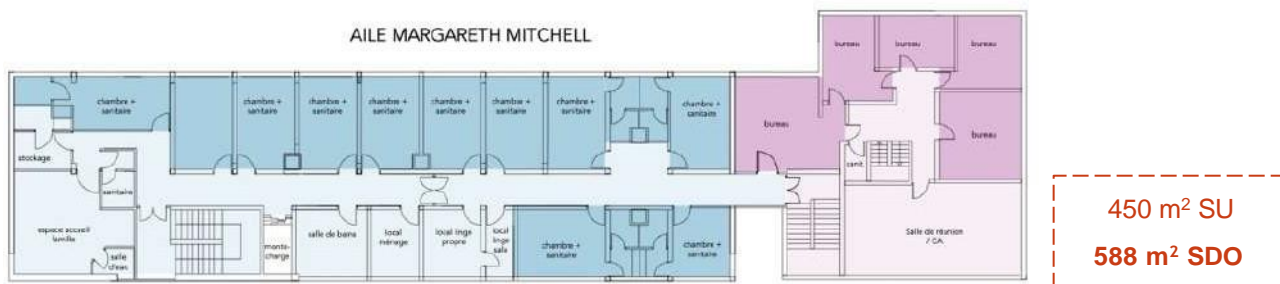 AILE MARGARETH MITCHELL
bureau
bureau
bureau
chambre +
sanitaire
chambre +
sanitaire
chambre +
sanitaire
chambre +
sanitaire
chambre +
sanitaire
chambre +
sanitaire
chambre +
sanitaire
chambre +
sanitaire
bureau
bureau
stockage
sanit.
sanitaire
espace accueil
famille
salle
d'eau
monte-
charge
salle de bains
local
ménage
local linge
propre
local
linge
sale
chambre +
sanitaire
chambre +
sanitaire
Salle de réunion
/ CA
450 m² SU
588 m² SDO